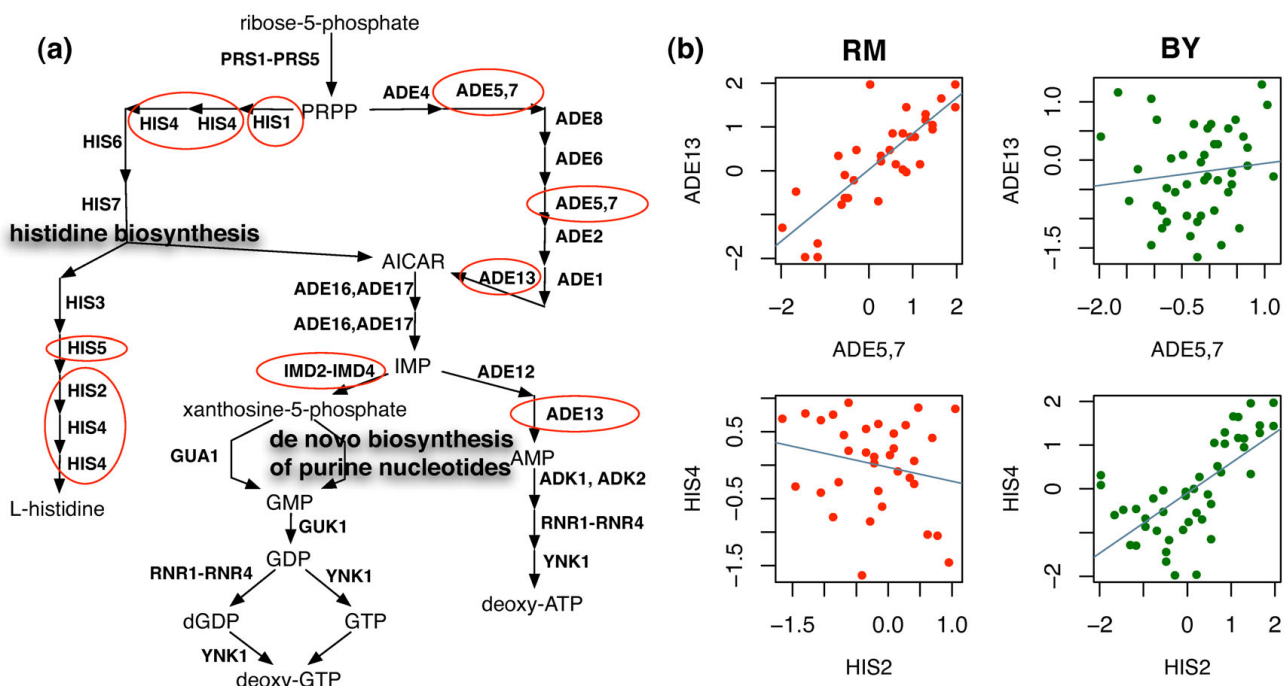 (a)
ribose-5-phosphate
PRS1-PRS5
PRPP
HIS4
HIS4
HIS1
HIS6
HIS7
histidine biosynthesis
HIS3
HIS5
HIS2
HIS4
HIS4
L-histidine
ADE4
ADE5,7
ADE8
ADE6
ADE5,7
ADE2
ADE1
ADE13
AICAR
ADE16,ADE17
ADE16,ADE17
IMP
IMD2-IMD4
ADE12
xanthosine-5-phosphate
ADE13
de novo biosynthesis
of purine nucleotides
GUA1
AMP
GMP
ADK1, ADK2
GUK1
RNR1-RNR4
GDP
YNK1
RNR1-RNR4
YNK1
deoxy-ATP
dGDP
GTP
YNK1
deoxy-GTP
(b)
RM
BY
ADE13
2
1
0
-2
-2
0
1
2
ADE5,7
ADE13
1.0
0.0
-1.5
-2.0
-0.5
1.0
ADE5,7
HIS4
0.5
-0.5
-1.5
-1.5
0.0
1.0
HIS2
HIS4
2
1
0
-2
-2
0
1
2
HIS2